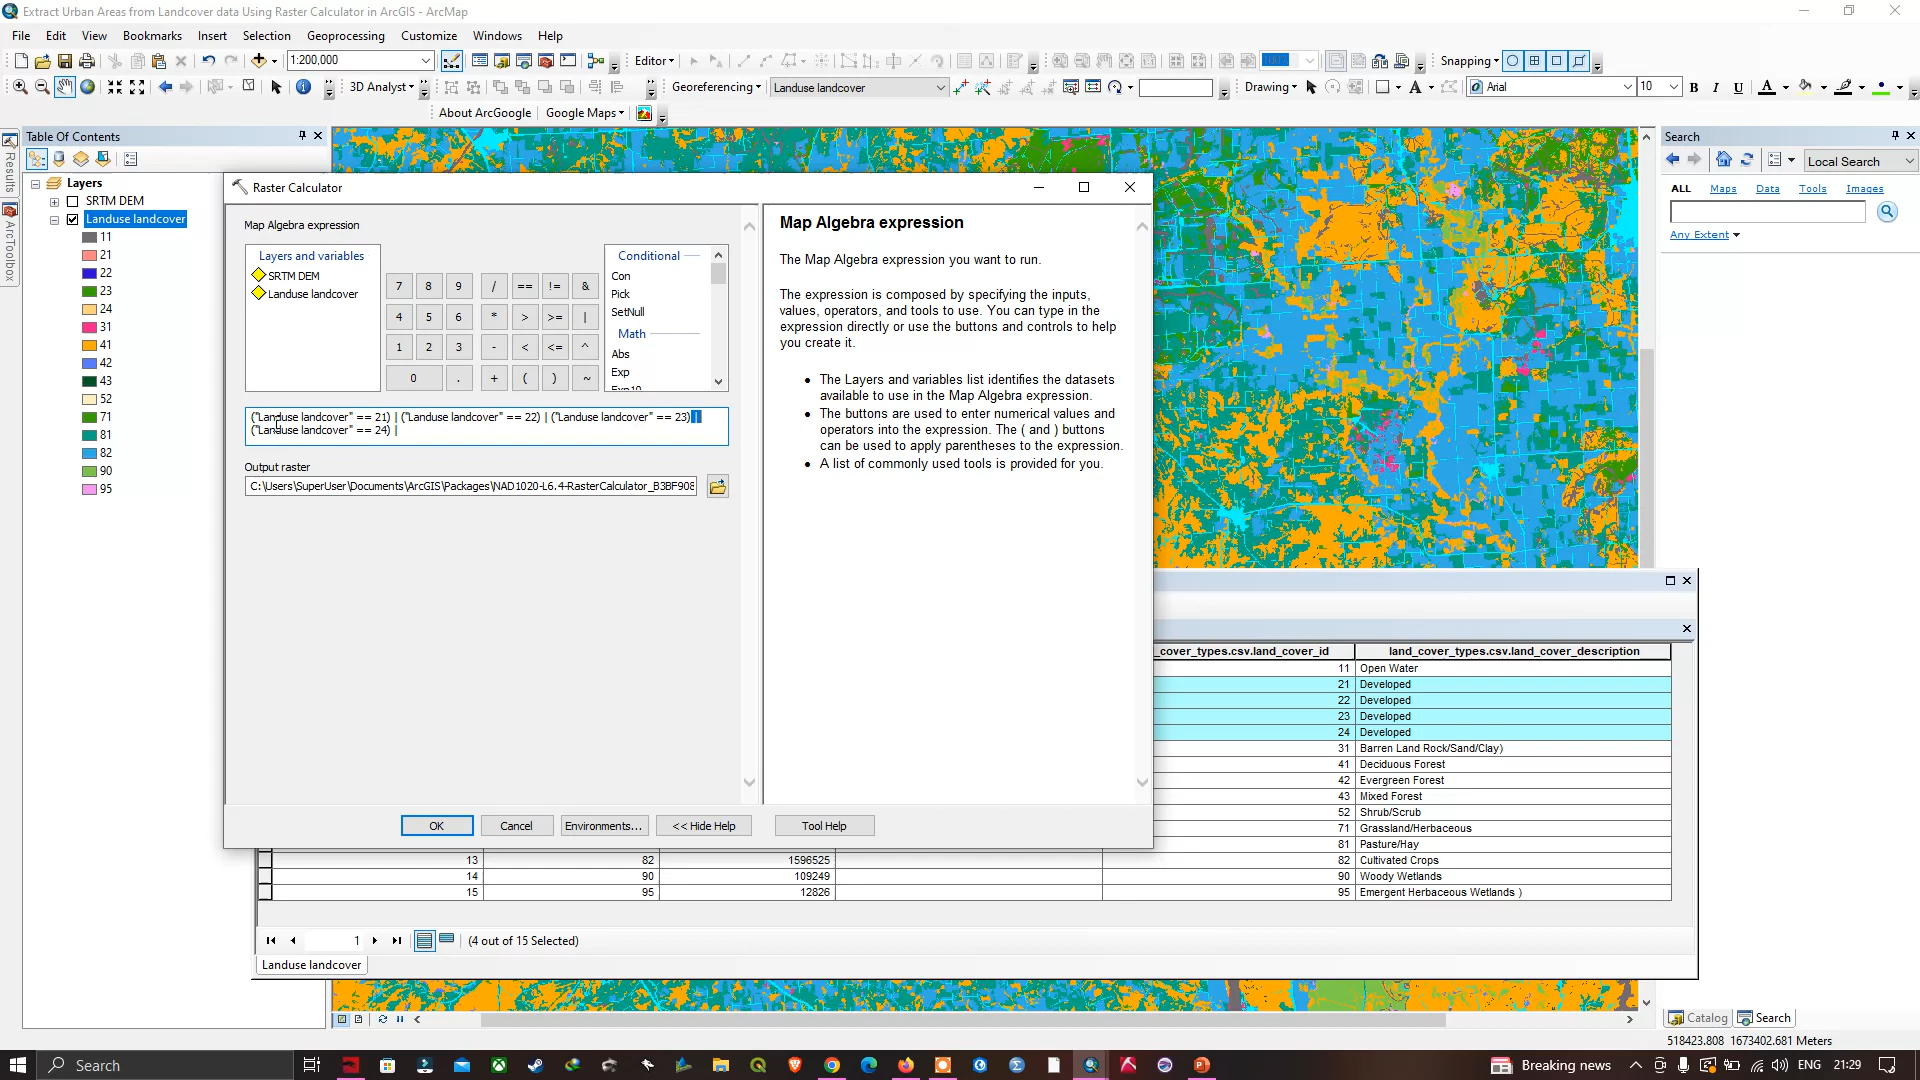 Extract Urban Areas from Landcover data Using Raster Calculator in ArcGIS - ArcMap
File Edit View Bookmarks Insert Selection Geoprocessing Customize Windows Help
1:200,000
Editor
Snapping
3D Analyst
Georeferencing
Landuse landcover
Drawing
Arial
10
B I U A
About ArcGoogle
Google Maps
Table Of Contents
Results
ArcToolbox
Layers
SRTM DEM
Landuse landcover
11
21
22
23
24
31
41
42
43
52
71
81
82
90
95
Raster Calculator
Map Algebra expression
Layers and variables
SRTM DEM
Landuse landcover
7 8 9 / == != &
4 5 6 * > >= |
1 2 3 - < <= ^
0 . + ( ) ~
Conditional
Con
Pick
SetNull
Math
Abs
Exp
Exp10
("Landuse landcover" == 21) | ("Landuse landcover" == 22) | ("Landuse landcover" == 23) |
("Landuse landcover" == 24) |
Output raster
C:\Users\SuperUser\Documents\ArcGIS\Packages\NAD1020-L6.4-RasterCalculator_B3BF908
OK
Cancel
Environments...
<< Hide Help
Tool Help
Map Algebra expression
The Map Algebra expression you want to run.
The expression is composed by specifying the inputs,
values, operators, and tools to use. You can type in the
expression directly or use the buttons and controls to help
you create it.
• The Layers and variables list identifies the datasets
available to use in the Map Algebra expression.
• The buttons are used to enter numerical values and
operators into the expression. The ( and ) buttons
can be used to apply parentheses to the expression.
• A list of commonly used tools is provided for you.
Search
Local Search
ALL Maps Data Tools Images
Any Extent
_cover_types.csv.land_cover_id land_cover_types.csv.land_cover_description
11 Open Water
21 Developed
22 Developed
23 Developed
24 Developed
31 Barren Land Rock/Sand/Clay)
41 Deciduous Forest
42 Evergreen Forest
43 Mixed Forest
52 Shrub/Scrub
71 Grassland/Herbaceous
81 Pasture/Hay
13 82 1596525 82 Cultivated Crops
14 90 109249 90 Woody Wetlands
15 95 12826 95 Emergent Herbaceous Wetlands )
1
(4 out of 15 Selected)
Landuse landcover
Catalog
Search
518423.808 1673402.681 Meters
Search
Breaking news
ENG
21:29